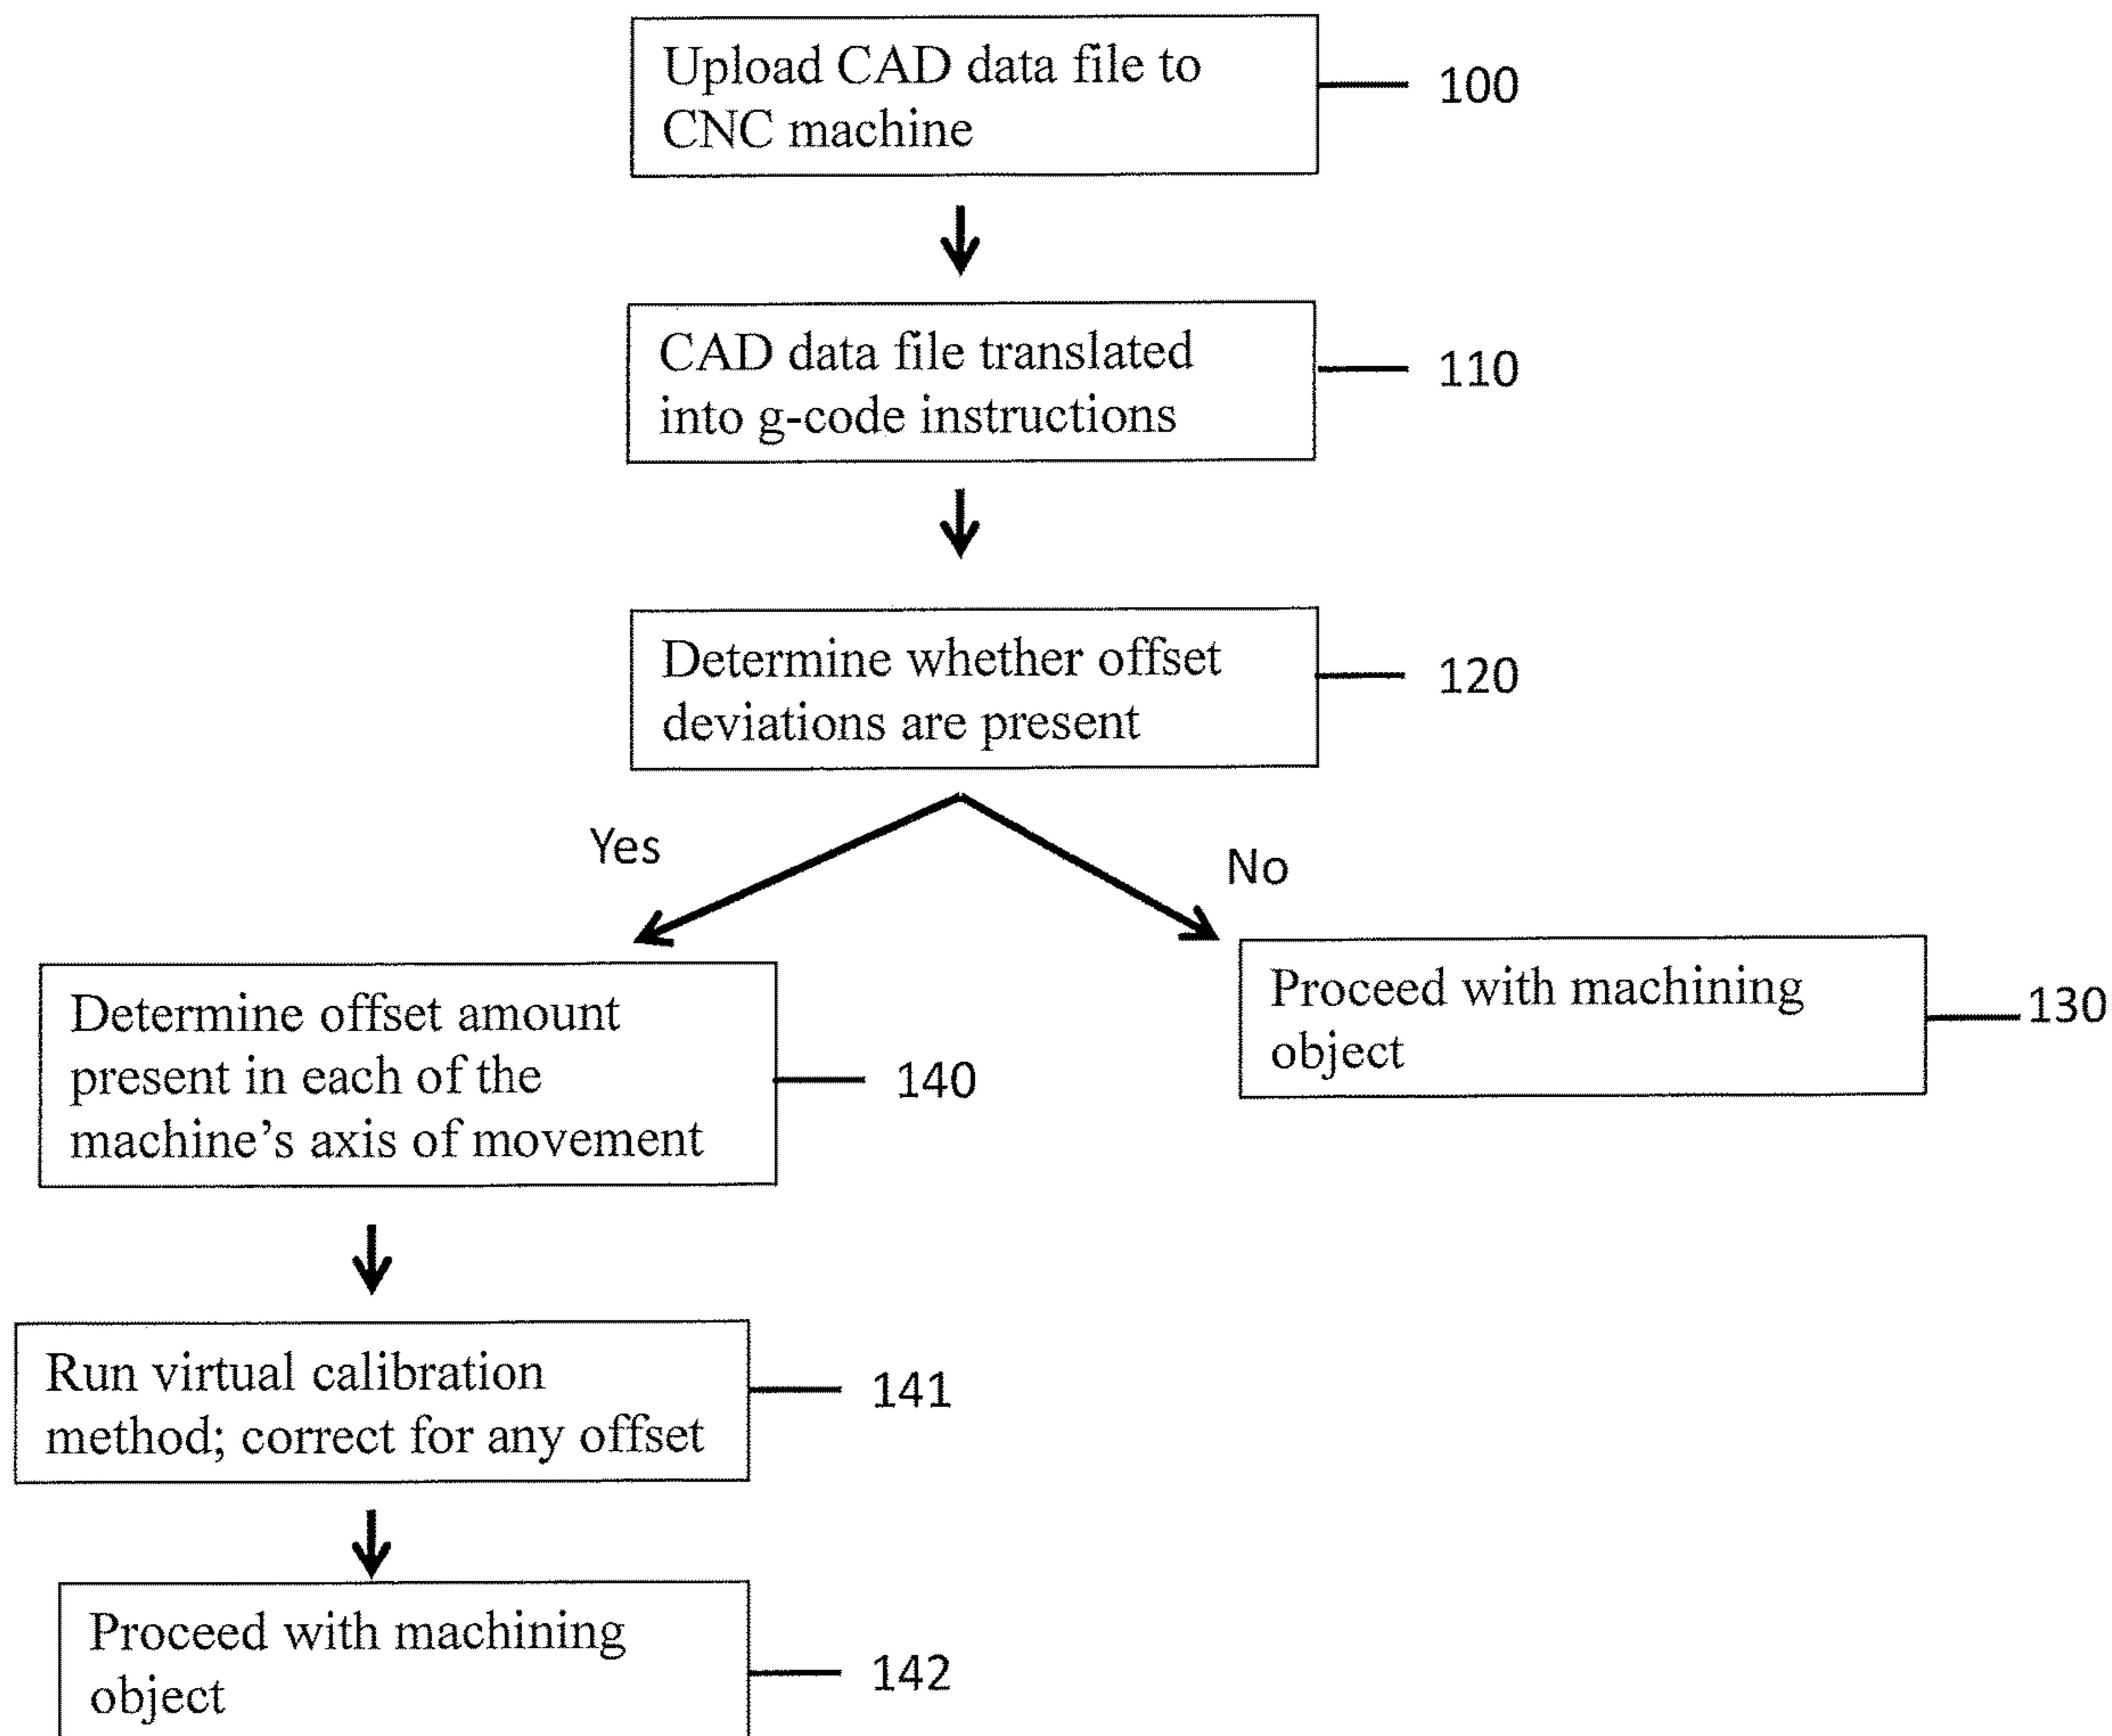 Upload CAD data file to
CNC machine
100
CAD data file translated
into g-code instructions
110
Determine whether offset
deviations are present
120
Yes
No
Proceed with machining
object
130
Determine offset amount
present in each of the
machine's axis of movement
140
Run virtual calibration
method; correct for any offset
141
Proceed with machining
object
142